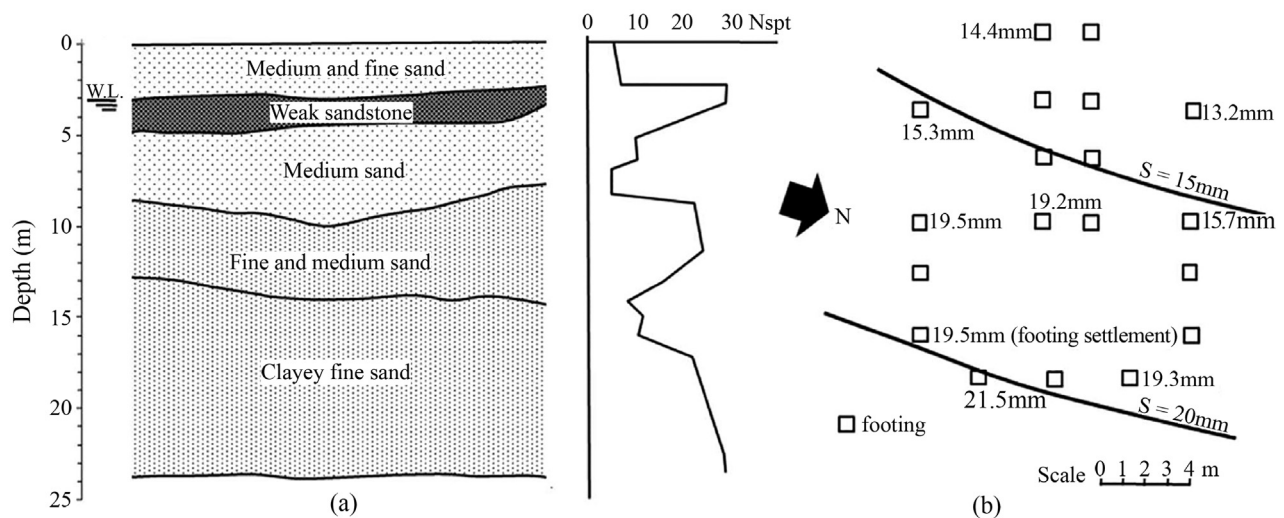 0 10 20 30 Nspt
0
5
10
15
20
25
Depth (m)
W.L.
Medium and fine sand
Weak sandstone
Medium sand
Fine and medium sand
Clayey fine sand
(a)
14.4mm
15.3mm
13.2mm
S = 15mm
N
19.2mm
19.5mm
15.7mm
19.5mm (footing settlement)
21.5mm
19.3mm
S = 20mm
footing
Scale 0 1 2 3 4 m
(b)